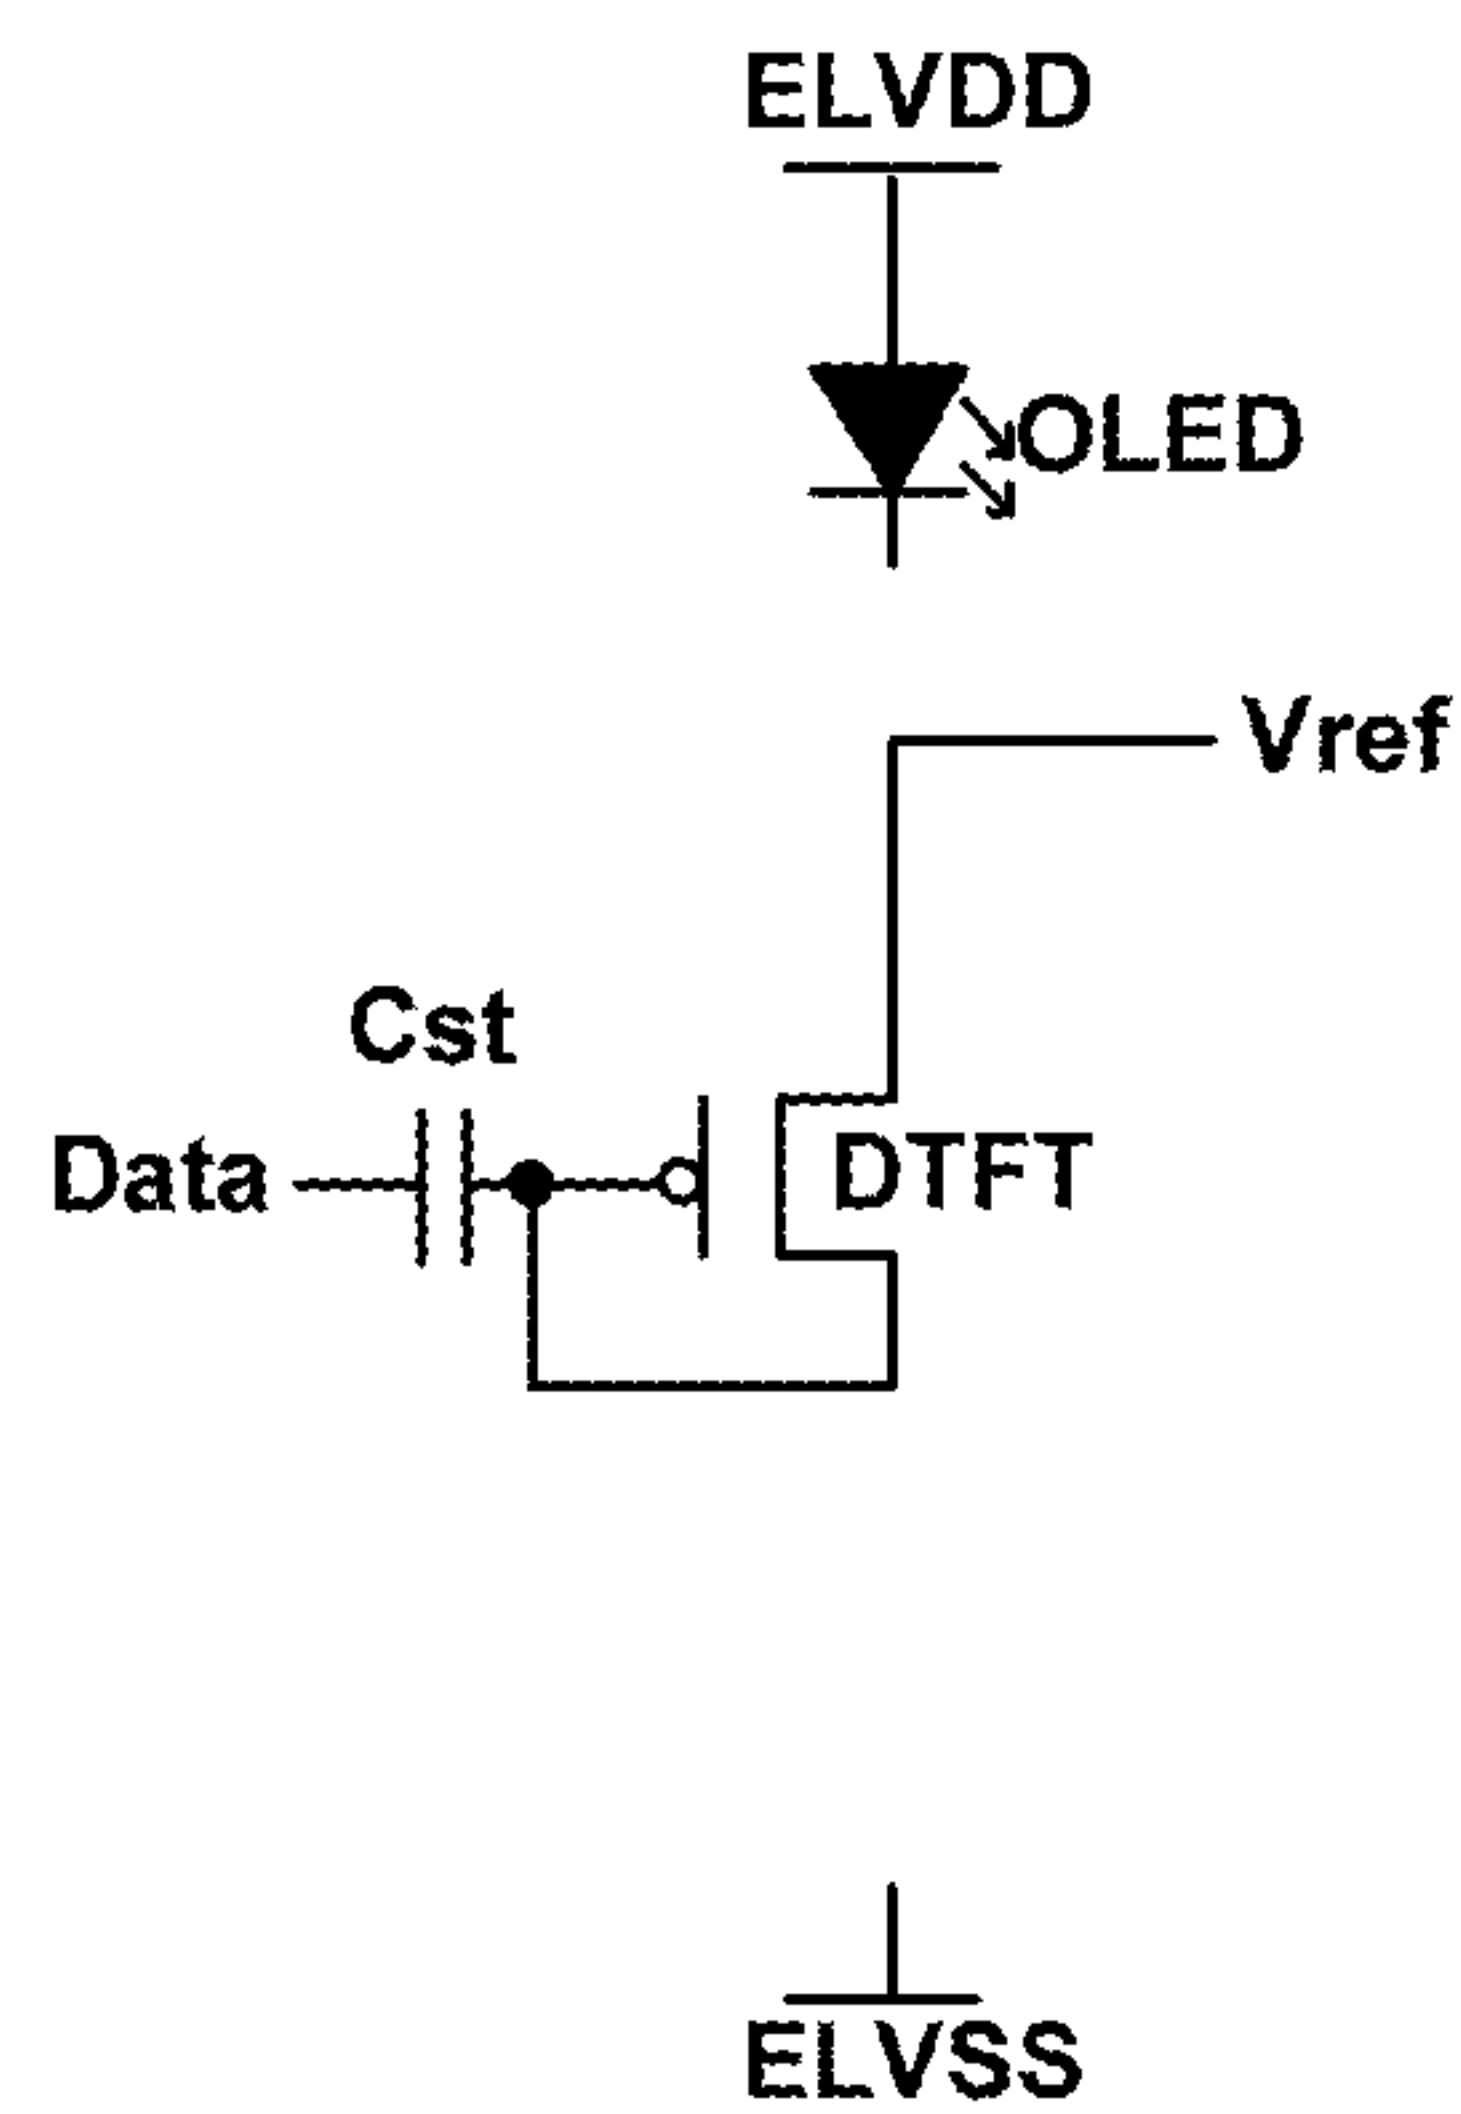 ELVDD
OLED
Vref
Cst
Data
DTFT
ELVSS